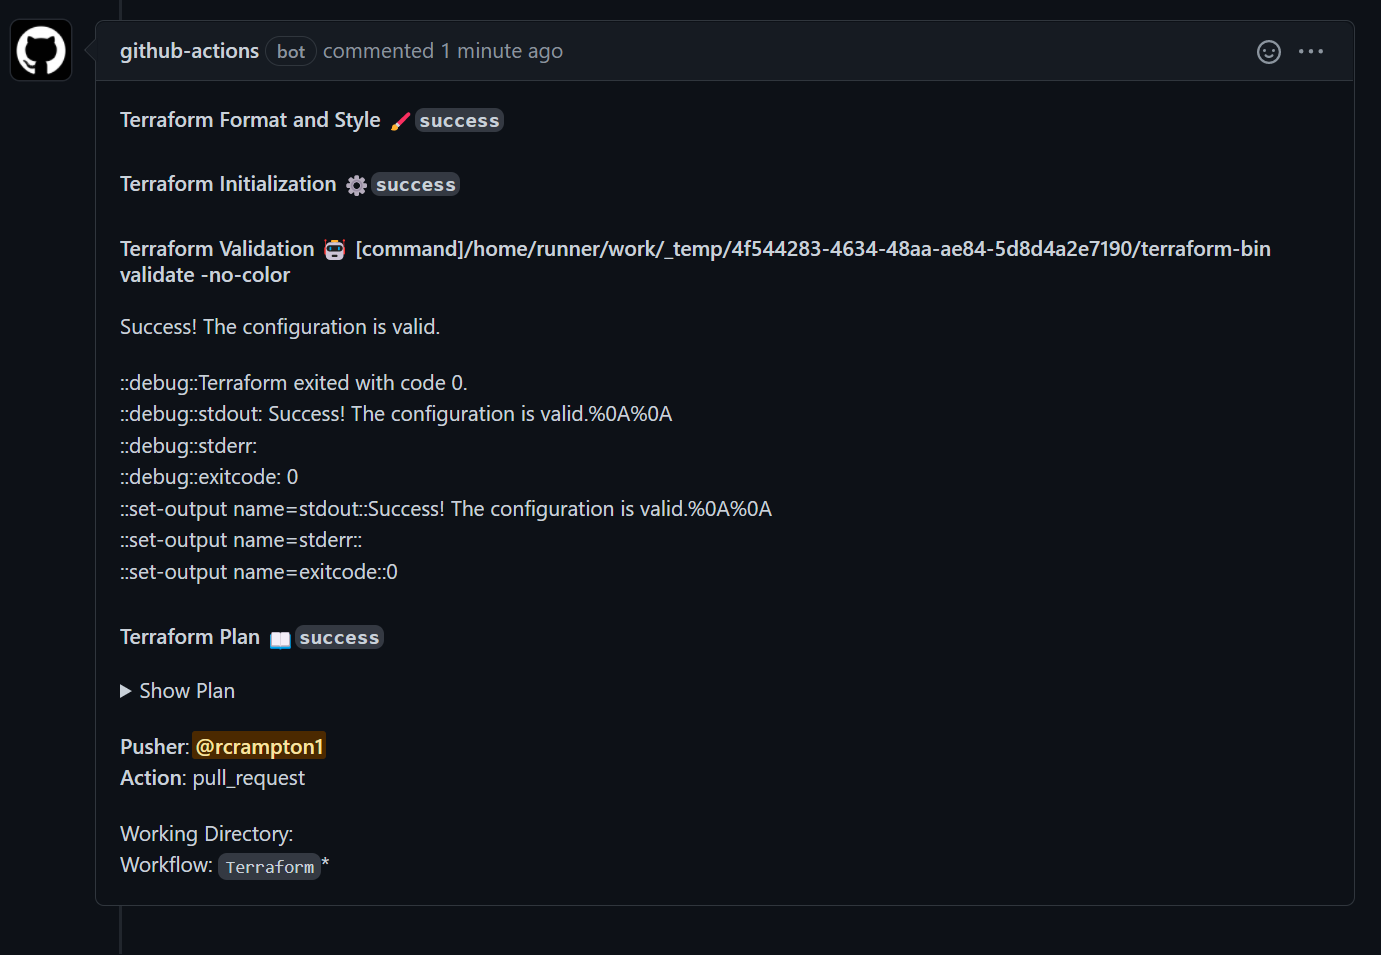 github-actions bot commented 1 minute ago
Terraform Format and Style 🖌️ success
Terraform Initialization ⚙️ success
Terraform Validation 🤖 [command]/home/runner/work/_temp/4f544283-4634-48aa-ae84-5d8d4a2e7190/terraform-bin
validate -no-color
Success! The configuration is valid.
::debug::Terraform exited with code 0.
::debug::stdout: Success! The configuration is valid.%0A%0A
::debug::stderr:
::debug::exitcode: 0
::set-output name=stdout::Success! The configuration is valid.%0A%0A
::set-output name=stderr::
::set-output name=exitcode::0
Terraform Plan 📖 success
▶ Show Plan
Pusher: @rcrampton1
Action: pull_request
Working Directory:
Workflow: Terraform*